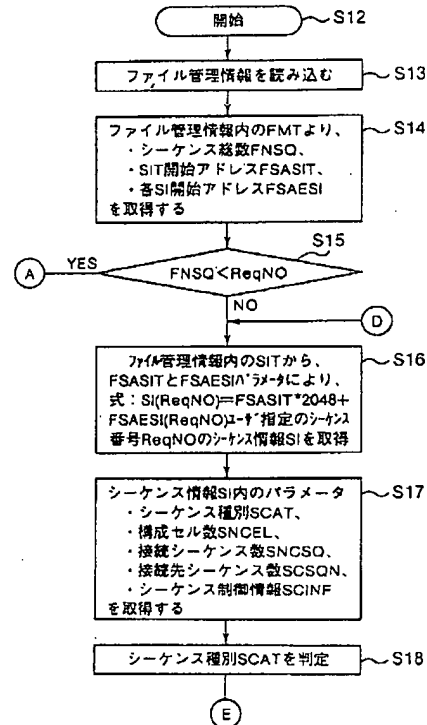 開始
S12
ファイル管理情報を読み込む
S13
ファイル管理情報内のFMTより、
・シーケンス総数FNSQ、
・SIT開始アドレスFSASIT、
・各SI開始アドレスFSAESI
を取得する
S14
S15
A
YES
FNSQ<ReqNO
NO
D
ファイル管理情報内のSITから、
FSASITとFSAESIパラメータにより、
式：SI(ReqNO)=FSASIT*2048+
FSAESI(ReqNO)ユーザ指定のシーケンス
番号ReqNOのシーケンス情報SIを取得
S16
シーケンス情報SI内のパラメータ
・シーケンス種別SCAT、
・構成セル数SNCEL、
・接続シーケンス数SNCSQ、
・接続先シーケンス数SCSQN、
・シーケンス制御情報SCINF
を取得する
S17
シーケンス種別SCATを判定
S18
E